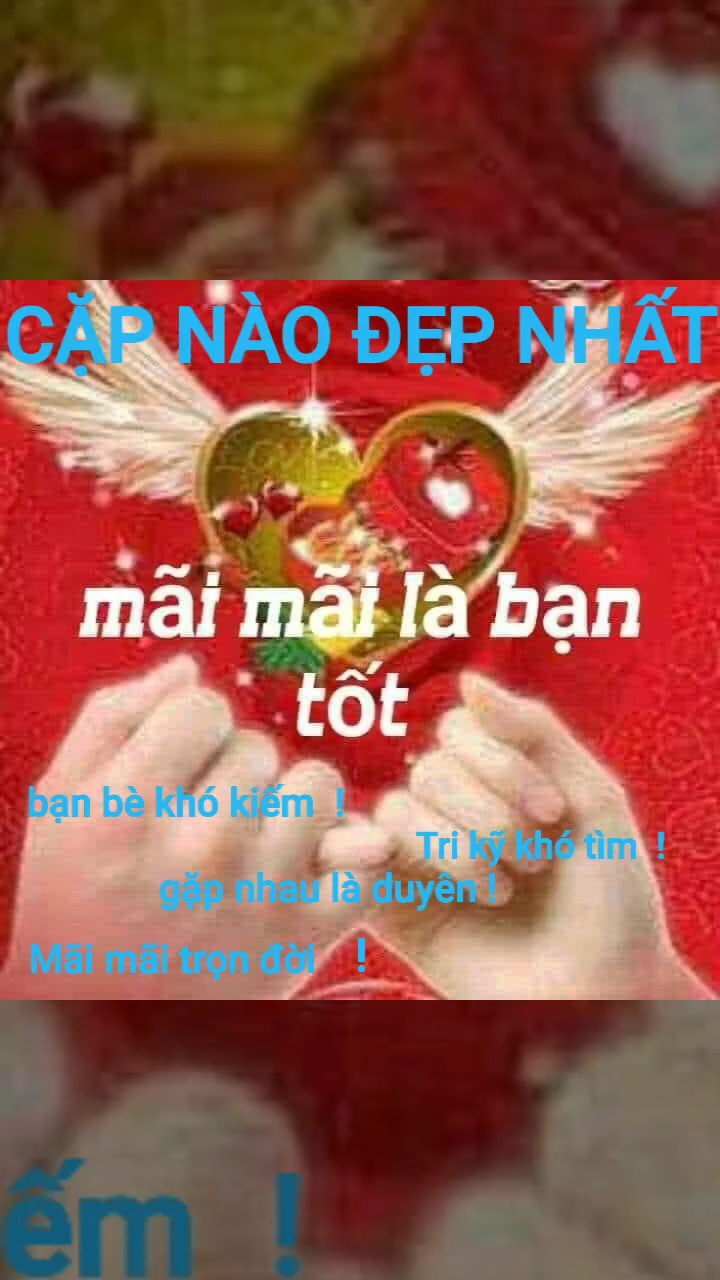 CẶP NÀO ĐẸP NHẤT
mãi mãi là bạn
tốt
bạn bè khó kiếm !
Tri kỹ khó tìm !
gặp nhau là duyên !
Mãi mãi trọn đời !
ếm !